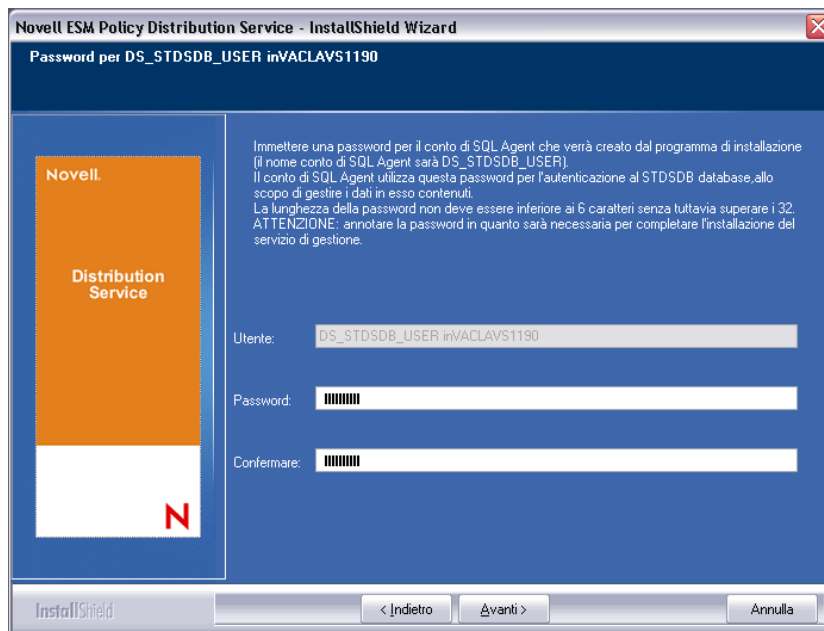 Novell ESM Policy Distribution Service - InstallShield Wizard
Password per DS_STDSDB_USER inVACLAVS1190
Immettere una password per il conto di SQL Agent che verrà creato dal programma di installazione
(il nome conto di SQL Agent sarà DS_STDSDB_USER).
Il conto di SQL Agent utilizza questa password per l'autenticazione al STDSDB database,allo
scopo di gestire i dati in esso contenuti.
La lunghezza della password non deve essere inferiore ai 6 caratteri senza tuttavia superare i 32.
ATTENZIONE: annotare la password in quanto sarà necessaria per completare l'installazione del
servizio di gestione.
Novell.
Distribution
Service
N
Utente: DS_STDSDB_USER inVACLAVS1190
Password:
Confermare:
InstallShield
< Indietro
Avanti >
Annulla